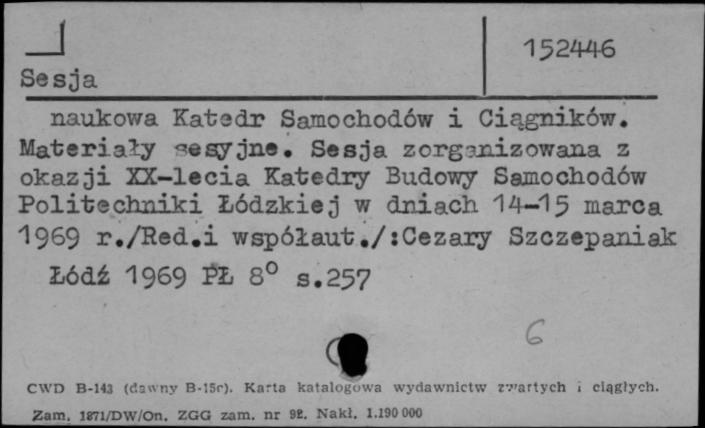 152446
Sesja
naukowa Katedr Samochodów i Ciągników.
Materiały sesyjne. Sesja zorganizowana z
okazji XX-lecia Katedry Budowy Samochodów
Politechniki Łódzkiej w dniach 14-15 marca
1969 r./Red.i współaut./:Cezary Szczepaniak
Łódź 1969 PŁ 8° s.257
6
CWD B-143 (dawny B-15c). Karta katalogowa wydawnictw zwartych i ciągłych.
Zam. 1871/DW/On. ZGG zam. nr 92. Nakł. 1.190 000